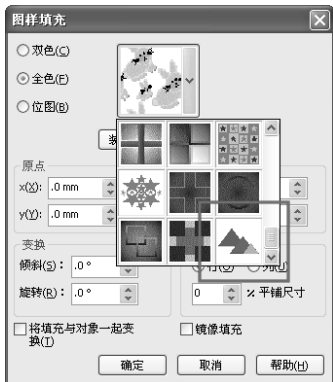 图样填充
双色(C)
全色(F)
位图(B)
装
原点
x(X): .0 mm
y(Y): .0 mm
变换
倾斜(S): .0 °
旋转(R): .0 °
0 % 平铺尺寸
将填充与对象一起变
换(T)
镜像填充
确定 取消 帮助(H)